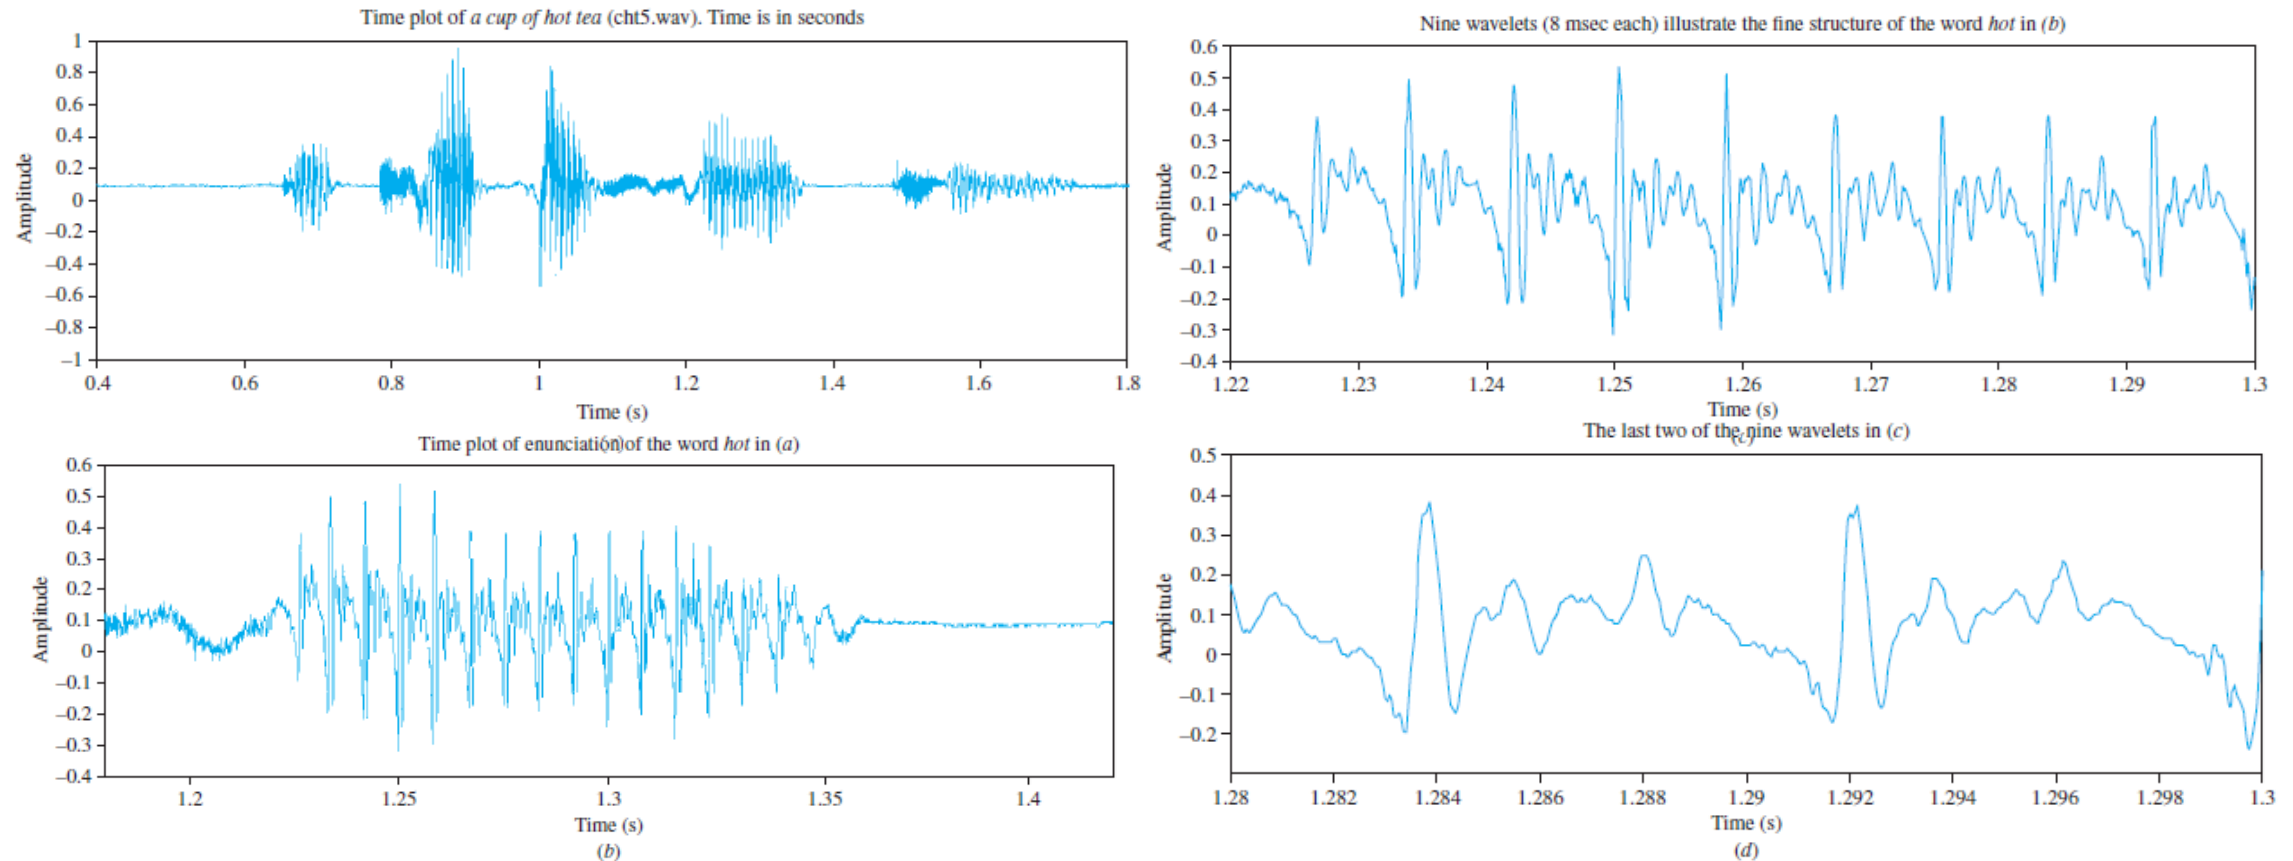 Time plot of a cup of hot tea (cht5.wav). Time is in seconds
Amplitude
1
0.8
0.6
0.4
0.2
0
–0.2
–0.4
–0.6
–0.8
–1
0.4 0.6 0.8 1 1.2 1.4 1.6 1.8
Time (s)
Time plot of enunciation of the word hot in (a)
Amplitude
0.6
0.5
0.4
0.3
0.2
0.1
0
–0.1
–0.2
–0.3
–0.4
1.2 1.25 1.3 1.35 1.4
Time (s)
(b)
Nine wavelets (8 msec each) illustrate the fine structure of the word hot in (b)
Amplitude
0.6
0.5
0.4
0.3
0.2
0.1
0
–0.1
–0.2
–0.3
–0.4
1.22 1.23 1.24 1.25 1.26 1.27 1.28 1.29 1.3
Time (s)
(c)
The last two of the nine wavelets in (c)
Amplitude
0.5
0.4
0.3
0.2
0.1
0
–0.1
–0.2
1.28 1.282 1.284 1.286 1.288 1.29 1.292 1.294 1.296 1.298 1.3
Time (s)
(d)